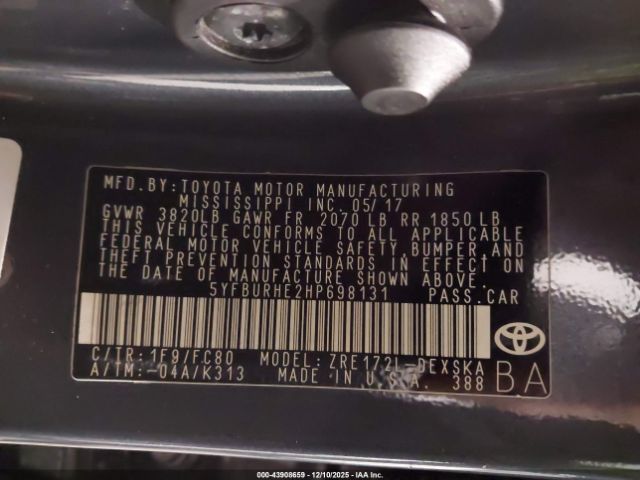 MFD. BY: TOYOTA MOTOR MANUFACTURING
MISSISSIPPI INC. 05/17
GVWR 3820LB GAWR FR 2070 LB RR 1850 LB
THIS VEHICLE CONFORMS TO ALL APPLICABLE
FEDERAL MOTOR VEHICLE SAFETY, BUMPER AND
THEFT PREVENTION STANDARDS IN EFFECT ON
THE DATE OF MANUFACTURE SHOWN ABOVE.
5YFBURHE2HP698131 PASS. CAR
C/TR: 1F9/FC80 MODEL: ZRE172L-DEXSKA
A/TM: -04A/K313 MADE IN U.S.A. 388 BA
000-43908659 - 12/10/2025 - IAA Inc.